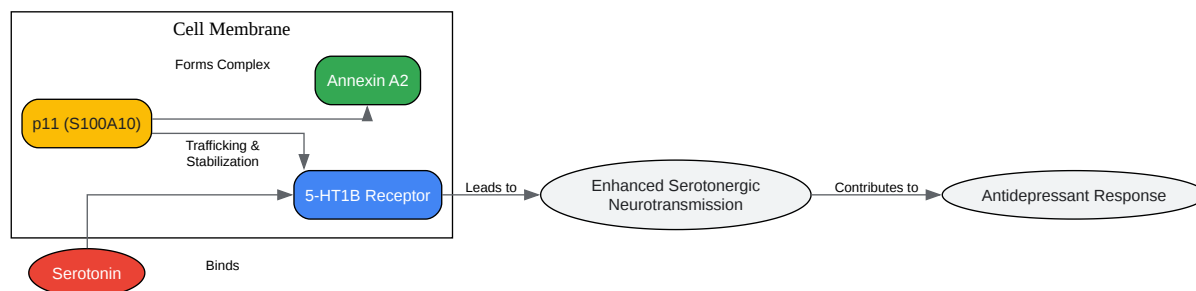 Cell Membrane
Forms Complex
Annexin A2
p11 (S100A10)
Trafficking &
Stabilization
5-HT1B Receptor
Leads to
Enhanced Serotonergic
Neurotransmission
Contributes to
Antidepressant Response
Binds
Serotonin